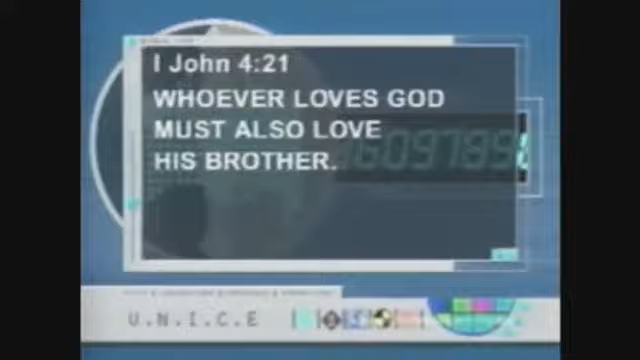 I John 4:21
WHOEVER LOVES GOD
MUST ALSO LOVE
HIS BROTHER.
U.N.I.C.E